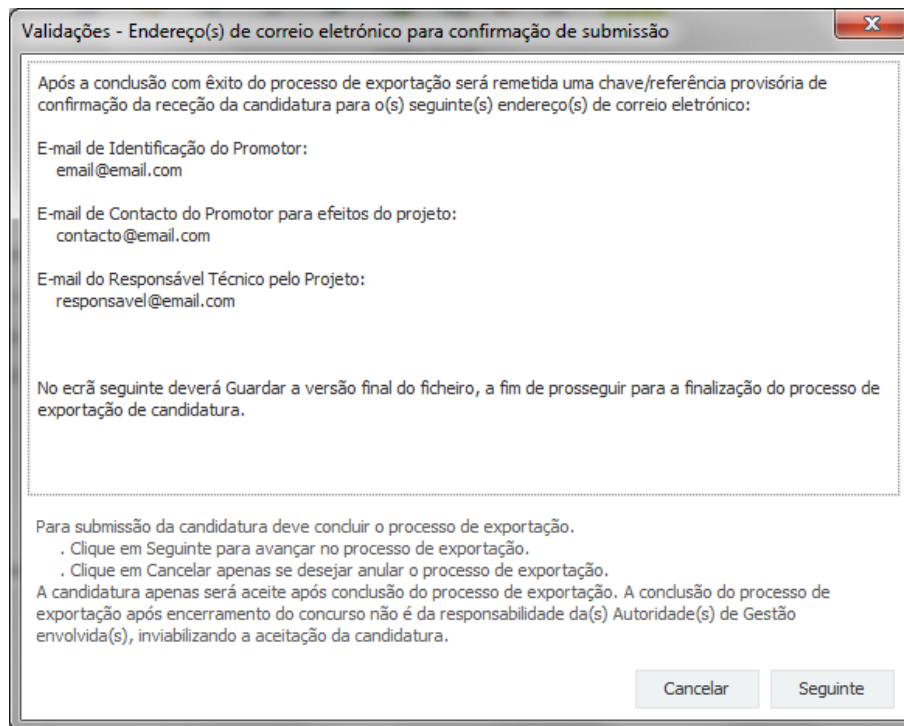 Validações - Endereço(s) de correio eletrónico para confirmação de submissão
X
Após a conclusão com êxito do processo de exportação será remetida uma chave/referência provisória de
confirmação da receção da candidatura para o(s) seguinte(s) endereço(s) de correio eletrónico:
E-mail de Identificação do Promotor:
email@email.com
E-mail de Contacto do Promotor para efeitos do projeto:
contacto@email.com
E-mail do Responsável Técnico pelo Projeto:
responsavel@email.com
No ecrã seguinte deverá Guardar a versão final do ficheiro, a fim de prosseguir para a finalização do processo de
exportação de candidatura.
Para submissão da candidatura deve concluir o processo de exportação.
. Clique em Seguinte para avançar no processo de exportação.
. Clique em Cancelar apenas se desejar anular o processo de exportação.
A candidatura apenas será aceite após conclusão do processo de exportação. A conclusão do processo de
exportação após encerramento do concurso não é da responsabilidade da(s) Autoridade(s) de Gestão
envolvida(s), inviabilizando a aceitação da candidatura.
Cancelar
Seguinte